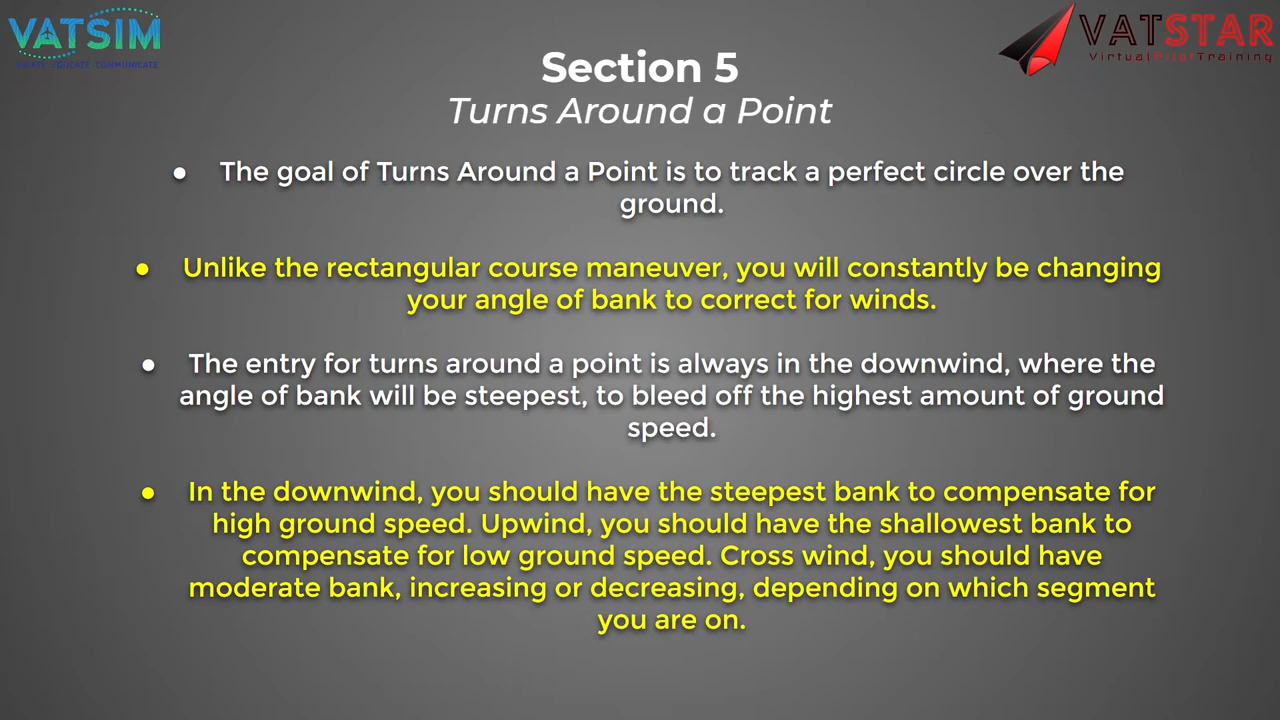 VATSIM
AVIATE EDUCATE COMMUNICATE
VATSTAR
VirtualPilotTraining
Section 5
Turns Around a Point
● The goal of Turns Around a Point is to track a perfect circle over the
ground.
● Unlike the rectangular course maneuver, you will constantly be changing
your angle of bank to correct for winds.
● The entry for turns around a point is always in the downwind, where the
angle of bank will be steepest, to bleed off the highest amount of ground
speed.
● In the downwind, you should have the steepest bank to compensate for
high ground speed. Upwind, you should have the shallowest bank to
compensate for low ground speed. Cross wind, you should have
moderate bank, increasing or decreasing, depending on which segment
you are on.